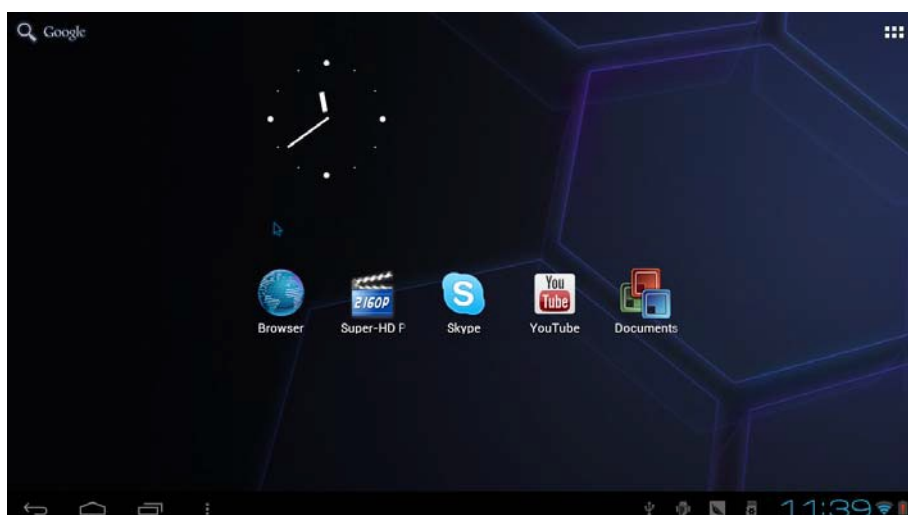 Google
2160P
You
Tube
Browser
Super-HD P
Skype
YouTube
Documents
11:39